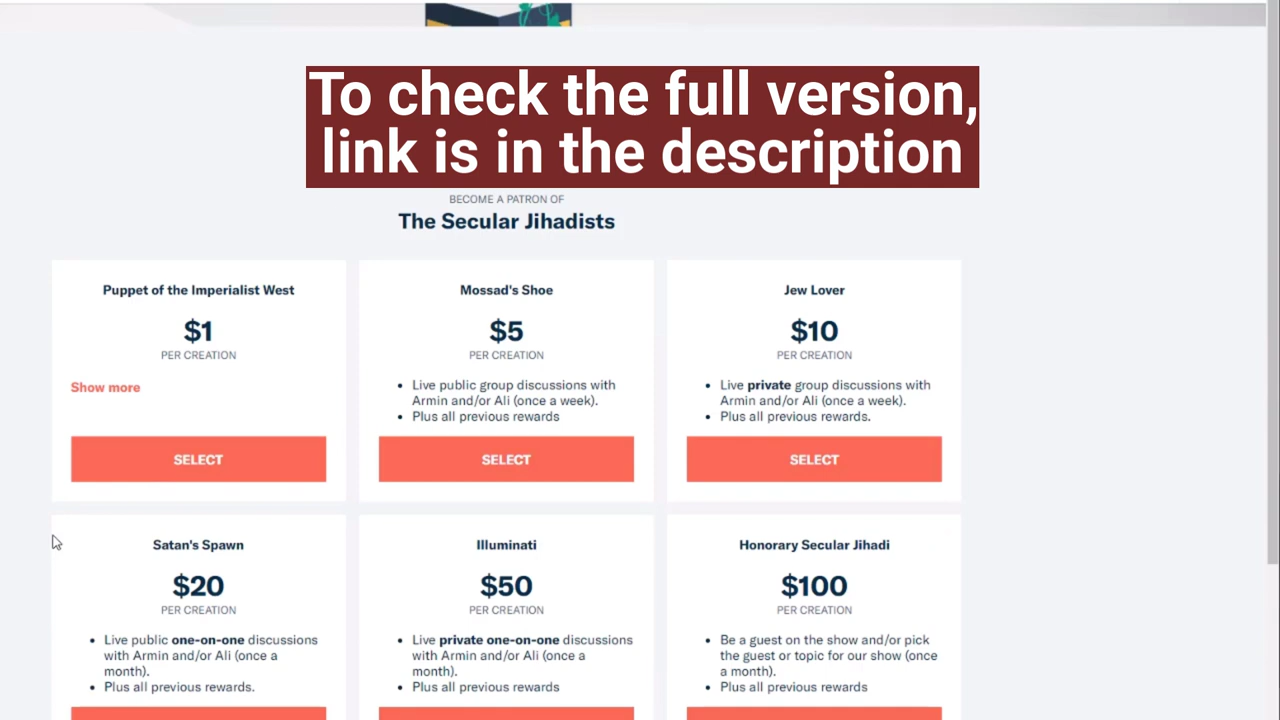 To check the full version,
link is in the description
BECOME A PATRON OF
The Secular Jihadists
Puppet of the Imperialist West
$1
PER CREATION
Show more
SELECT
Mossad's Shoe
$5
PER CREATION
• Live public group discussions with
Armin and/or Ali (once a week).
• Plus all previous rewards
SELECT
Jew Lover
$10
PER CREATION
• Live private group discussions with
Armin and/or Ali (once a week).
• Plus all previous rewards.
SELECT
Satan's Spawn
$20
PER CREATION
• Live public one-on-one discussions
with Armin and/or Ali (once a
month).
• Plus all previous rewards.
Illuminati
$50
PER CREATION
• Live private one-on-one discussions
with Armin and/or Ali (once a
month).
• Plus all previous rewards
Honorary Secular Jihadi
$100
PER CREATION
• Be a guest on the show and/or pick
the guest or topic for our show (once
a month).
• Plus all previous rewards